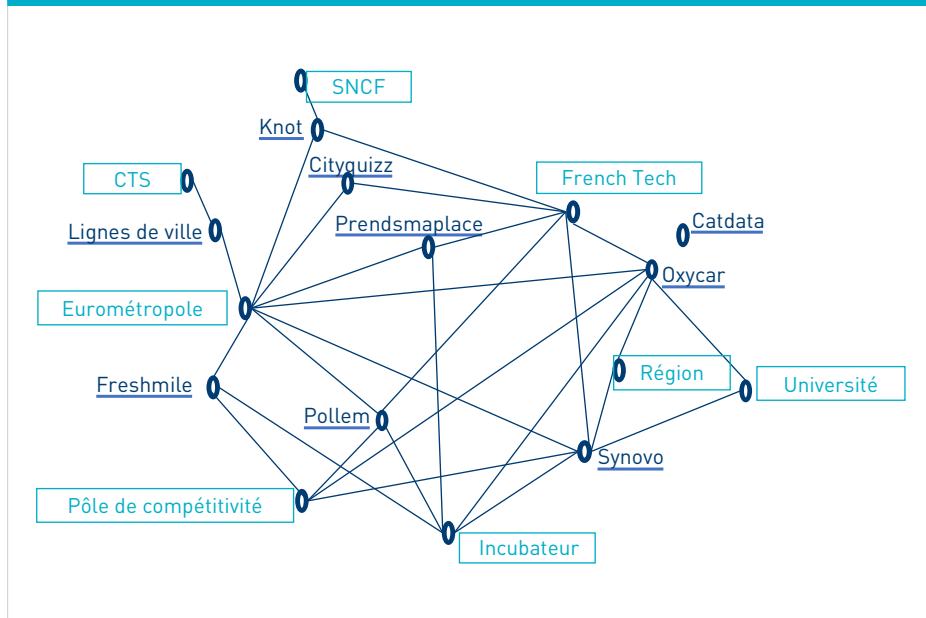 SNCF
Knot
Cityquizz
CTS
French Tech
Prendsmaplace
Catdata
Lignes de ville
Oxycar
Eurométropole
Région
Université
Freshmile
Pollem
Synovo
Pôle de compétitivité
Incubateur